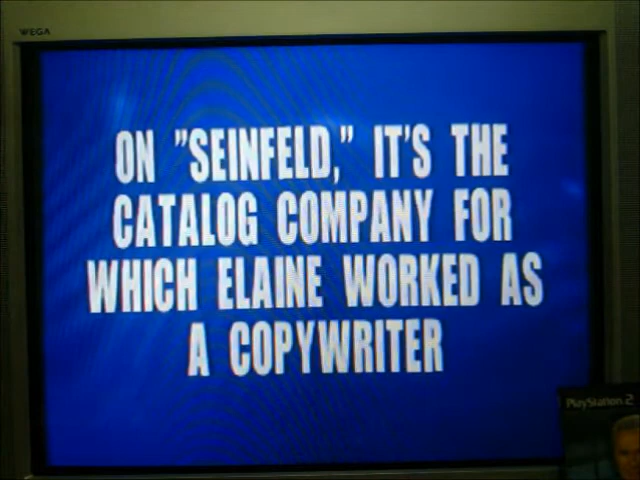 WEGA
ON "SEINFELD," IT'S THE
CATALOG COMPANY FOR
WHICH ELAINE WORKED AS
A COPYWRITER
PlayStation.2